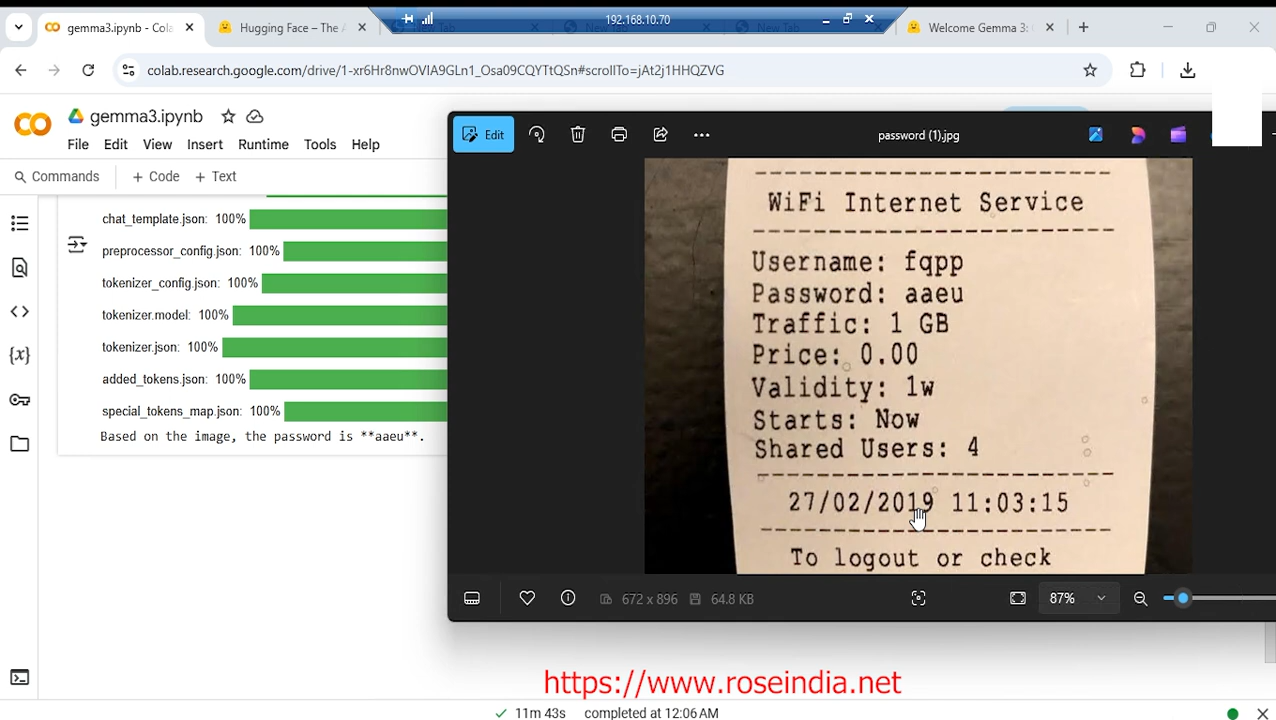 gemma3.ipynb - Cola
Hugging Face – The A
New Tab
New Tab
New Tab
192.168.10.70
Welcome Gemma 3:
colab.research.google.com/drive/1-xr6Hr8nwOVIA9GLn1_Osa09CQYTtQSn#scrollTo=jAt2j1HHQZVG
gemma3.ipynb
File Edit View Insert Runtime Tools Help
Commands + Code + Text
chat_template.json: 100%
preprocessor_config.json: 100%
tokenizer_config.json: 100%
tokenizer.model: 100%
tokenizer.json: 100%
added_tokens.json: 100%
special_tokens_map.json: 100%
Based on the image, the password is **aaeu**.
Edit
password (1).jpg
WiFi Internet Service
Username: fqpp
Password: aaeu
Traffic: 1 GB
Price: 0.00
Validity: 1w
Starts: Now
Shared Users: 4
27/02/2019 11:03:15
To logout or check
672 x 896 64.8 KB 87%
https://www.roseindia.net
11m 43s completed at 12:06 AM